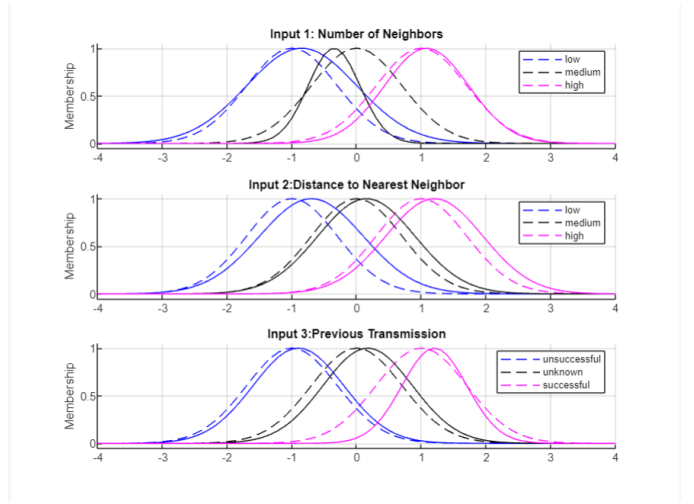 Input 1: Number of Neighbors
Membership
1
0.5
0
-4 -3 -2 -1 0 1 2 3 4
low
medium
high
Input 2:Distance to Nearest Neighbor
Membership
1
0.5
0
-4 -3 -2 -1 0 1 2 3 4
low
medium
high
Input 3:Previous Transmission
Membership
1
0.5
0
-4 -3 -2 -1 0 1 2 3 4
unsuccessful
unknown
successful